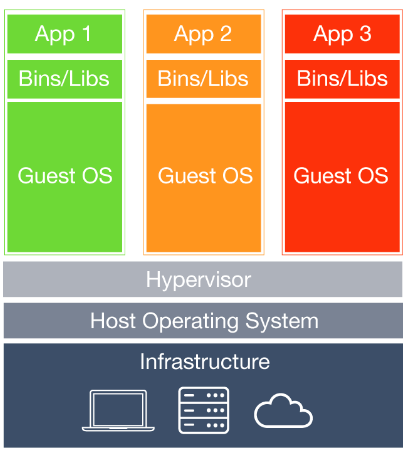 App 1
App 2
App 3
Bins/Libs
Bins/Libs
Bins/Libs
Guest OS
Guest OS
Guest OS
Hypervisor
Host Operating System
Infrastructure